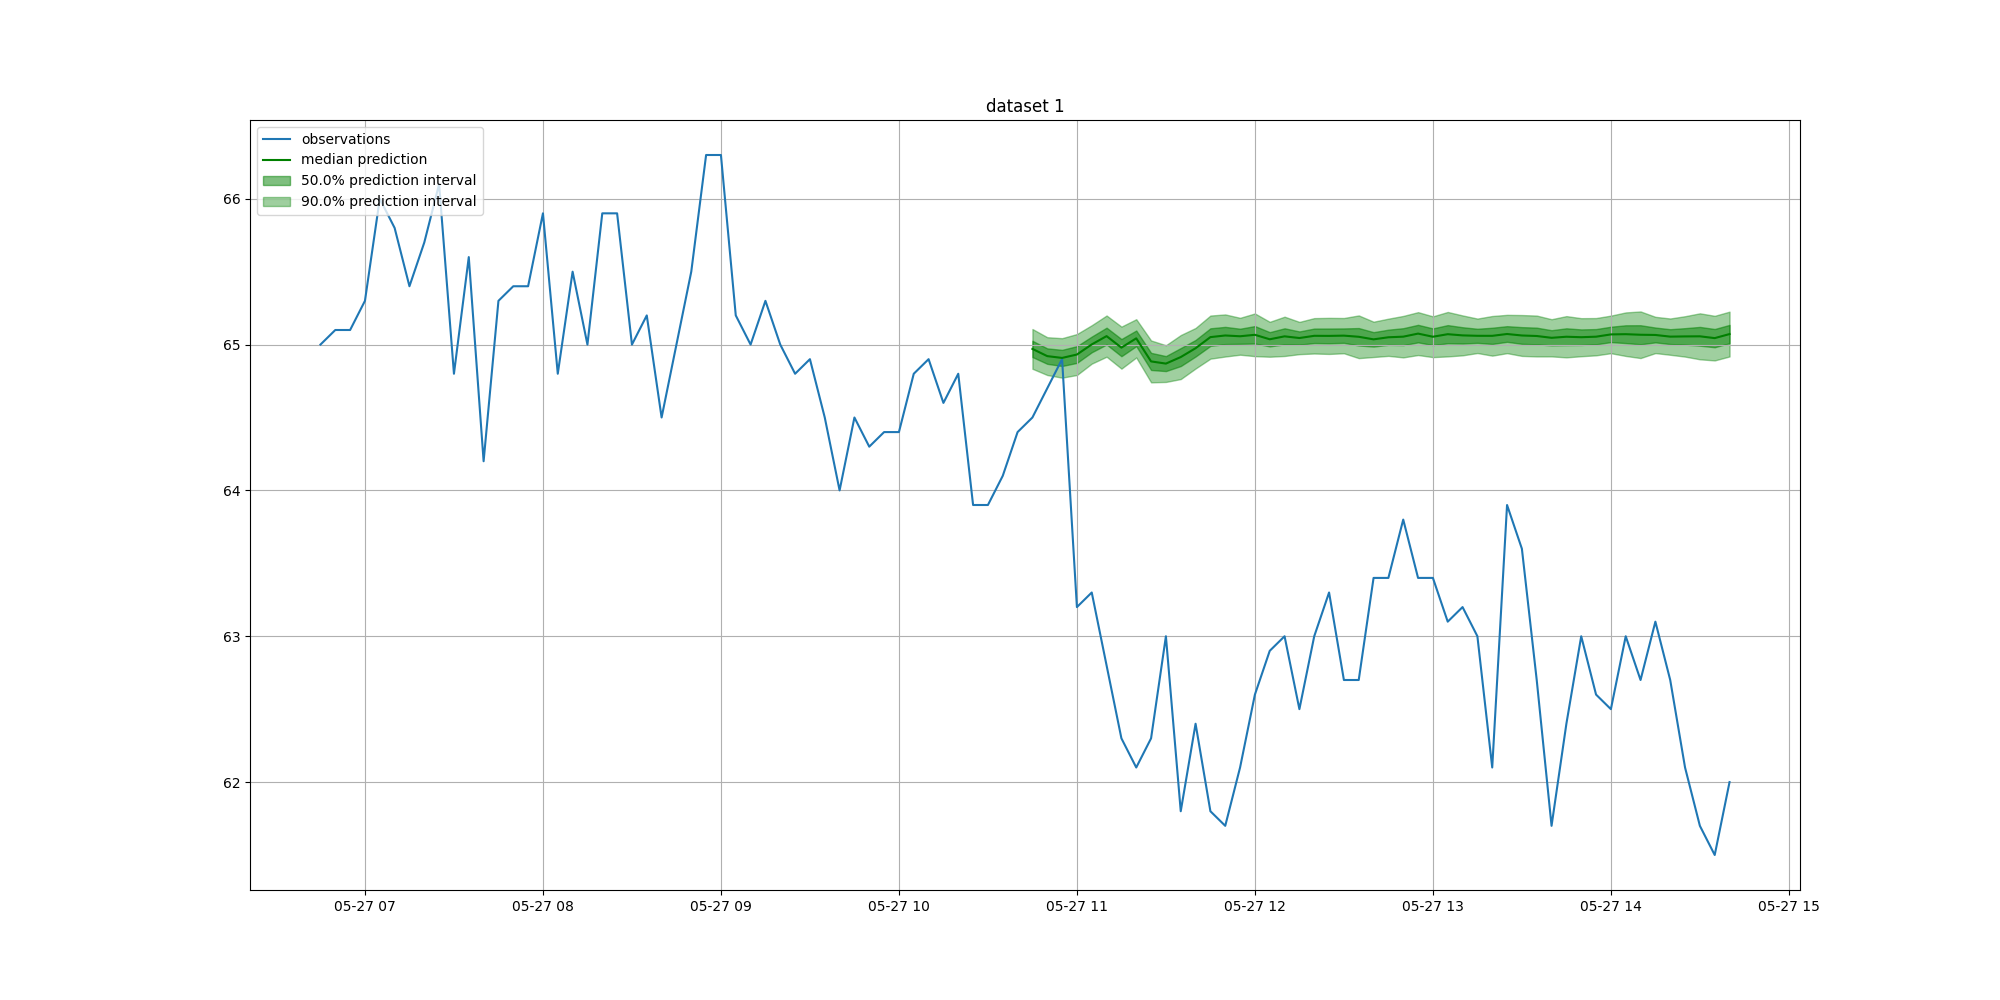 dataset 1
observations
median prediction
50.0% prediction interval
90.0% prediction interval
66
65
64
63
62
05-27 07
05-27 08
05-27 09
05-27 10
05-27 11
05-27 12
05-27 13
05-27 14
05-27 15